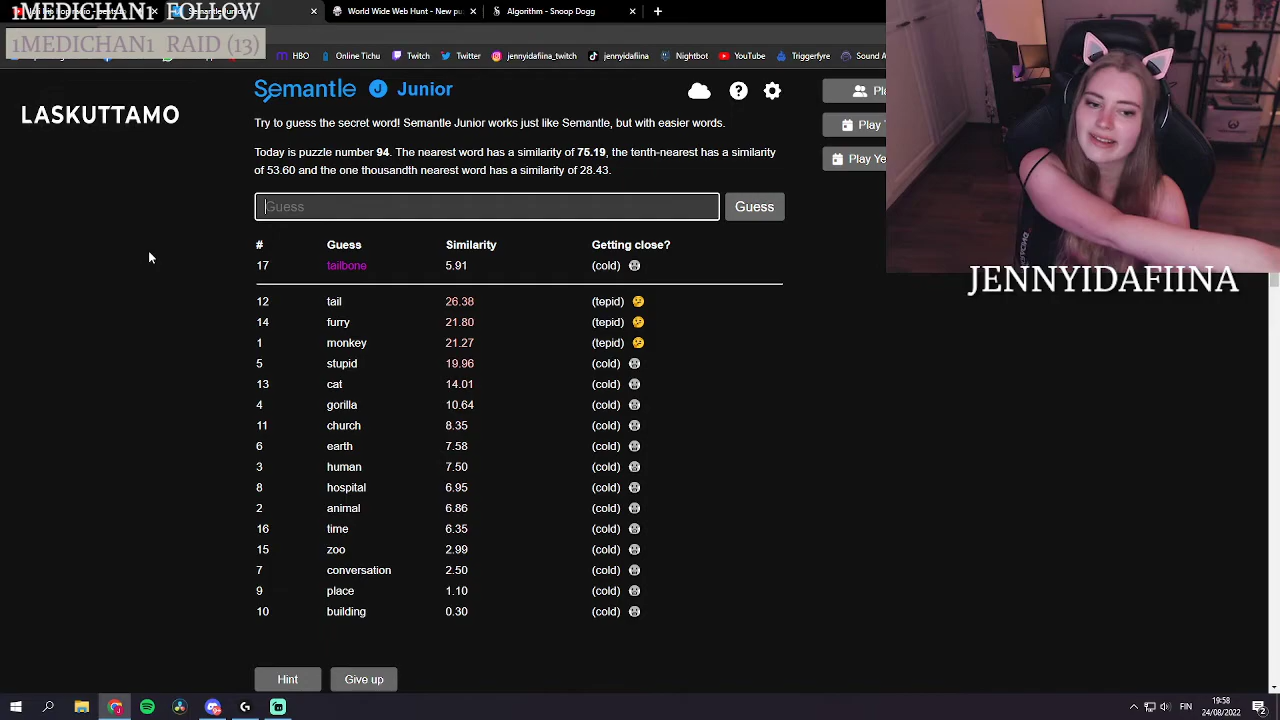 1MEDICHAN1 FOLLOW
1MEDICHAN1 RAID (13)
World Wide Web Hunt - New pu
Algorithm - Snoop Dogg
HBO
Online Tichu
Twitch
Twitter
jennyidafiina_twitch
jennyidafiina
Nightbot
YouTube
Triggerfyre
Sound A
LASKUTTAMO
Semantle J Junior
Pla
Play T
Play Ye
Try to guess the secret word! Semantle Junior works just like Semantle, but with easier words.
Today is puzzle number 94. The nearest word has a similarity of 75.19, the tenth-nearest has a similarity
of 53.60 and the one thousandth nearest word has a similarity of 28.43.
Guess Guess
# Guess Similarity Getting close?
17 tailbone 5.91 (cold)
12 tail 26.38 (tepid)
14 furry 21.80 (tepid)
1 monkey 21.27 (tepid)
5 stupid 19.96 (cold)
13 cat 14.01 (cold)
4 gorilla 10.64 (cold)
11 church 8.35 (cold)
6 earth 7.58 (cold)
3 human 7.50 (cold)
8 hospital 6.95 (cold)
2 animal 6.86 (cold)
16 time 6.35 (cold)
15 zoo 2.99 (cold)
7 conversation 2.50 (cold)
9 place 1.10 (cold)
10 building 0.30 (cold)
Hint Give up
JENNYIDAFIINA
FIN
19:58
24/08/2022
2